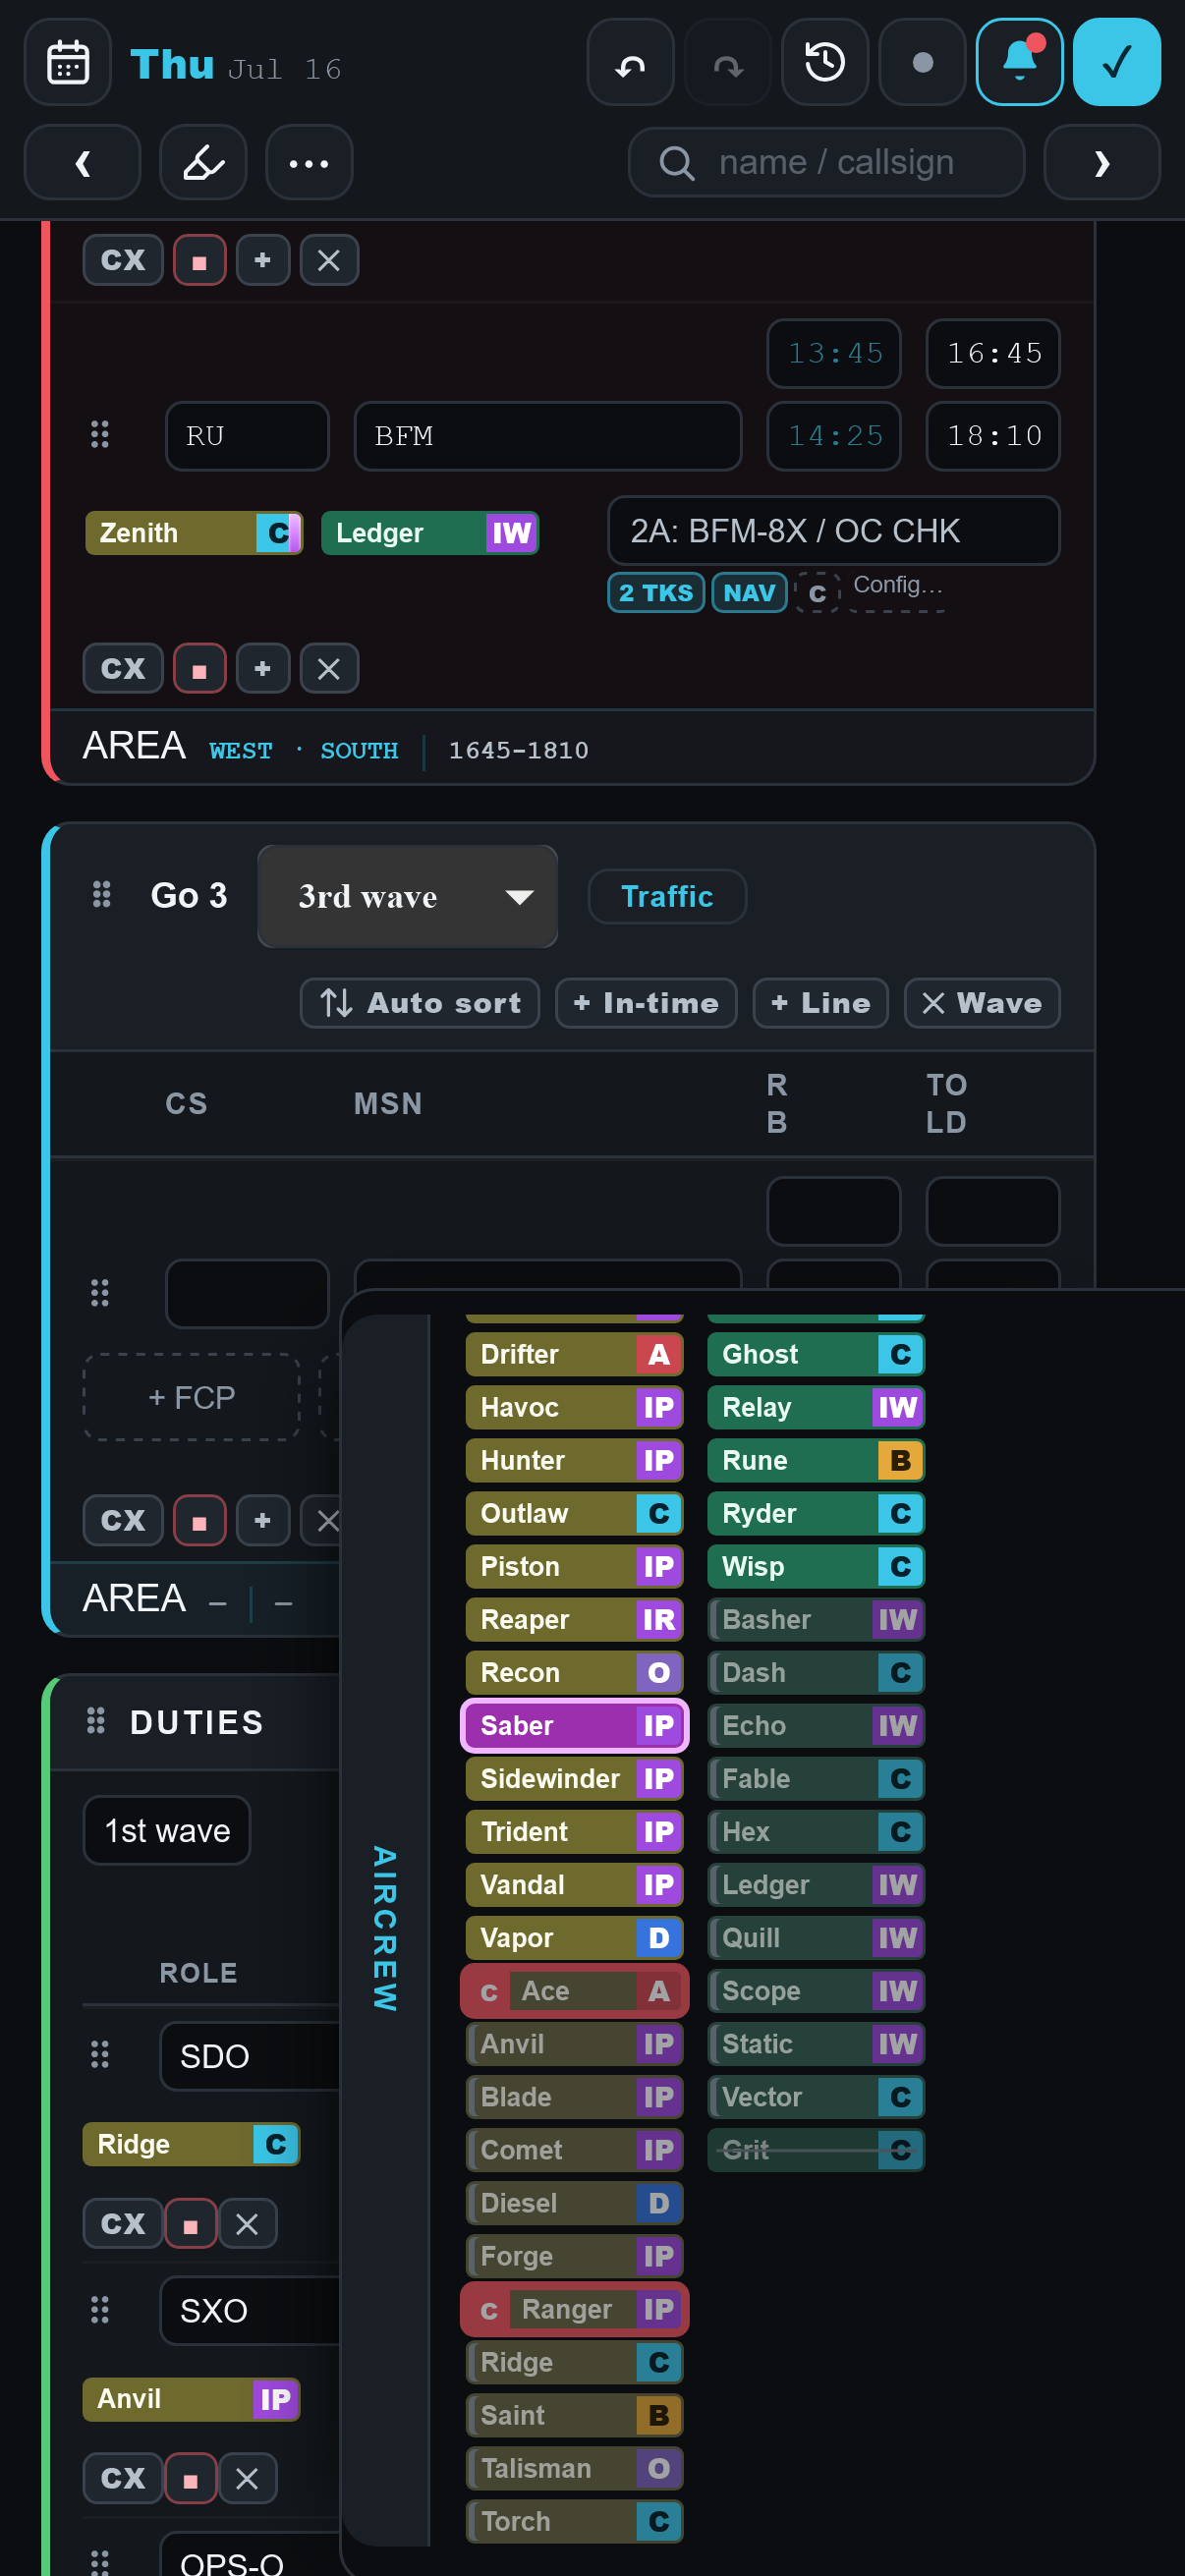 Thu Jul 16
name / callsign
CX + ×
13:45 16:45
RU BFM 14:25 18:10
Zenith C Ledger IW 2A: BFM-8X / OC CHK
2 TKS NAV C Config...
CX + ×
AREA WEST · SOUTH | 1645-1810
Go 3 3rd wave Traffic
Auto sort + In-time + Line × Wave
CS MSN R TO
B LD
+ FCP
CX + ×
AREA – | –
DUTIES
1st wave
ROLE
SDO
Ridge C
CX ×
SXO
Anvil IP
CX ×
OPS-O
AIRCREW
Drifter A
Havoc IP
Hunter IP
Outlaw C
Piston IP
Reaper IR
Recon O
Saber IP
Sidewinder IP
Trident IP
Vandal IP
Vapor D
C Ace A
Anvil IP
Blade IP
Comet IP
Diesel D
Forge IP
C Ranger IP
Ridge C
Saint B
Talisman O
Torch C
Ghost C
Relay IW
Rune B
Ryder C
Wisp C
Basher IW
Dash C
Echo IW
Fable C
Hex C
Ledger IW
Quill IW
Scope IW
Static IW
Vector C
Grit C